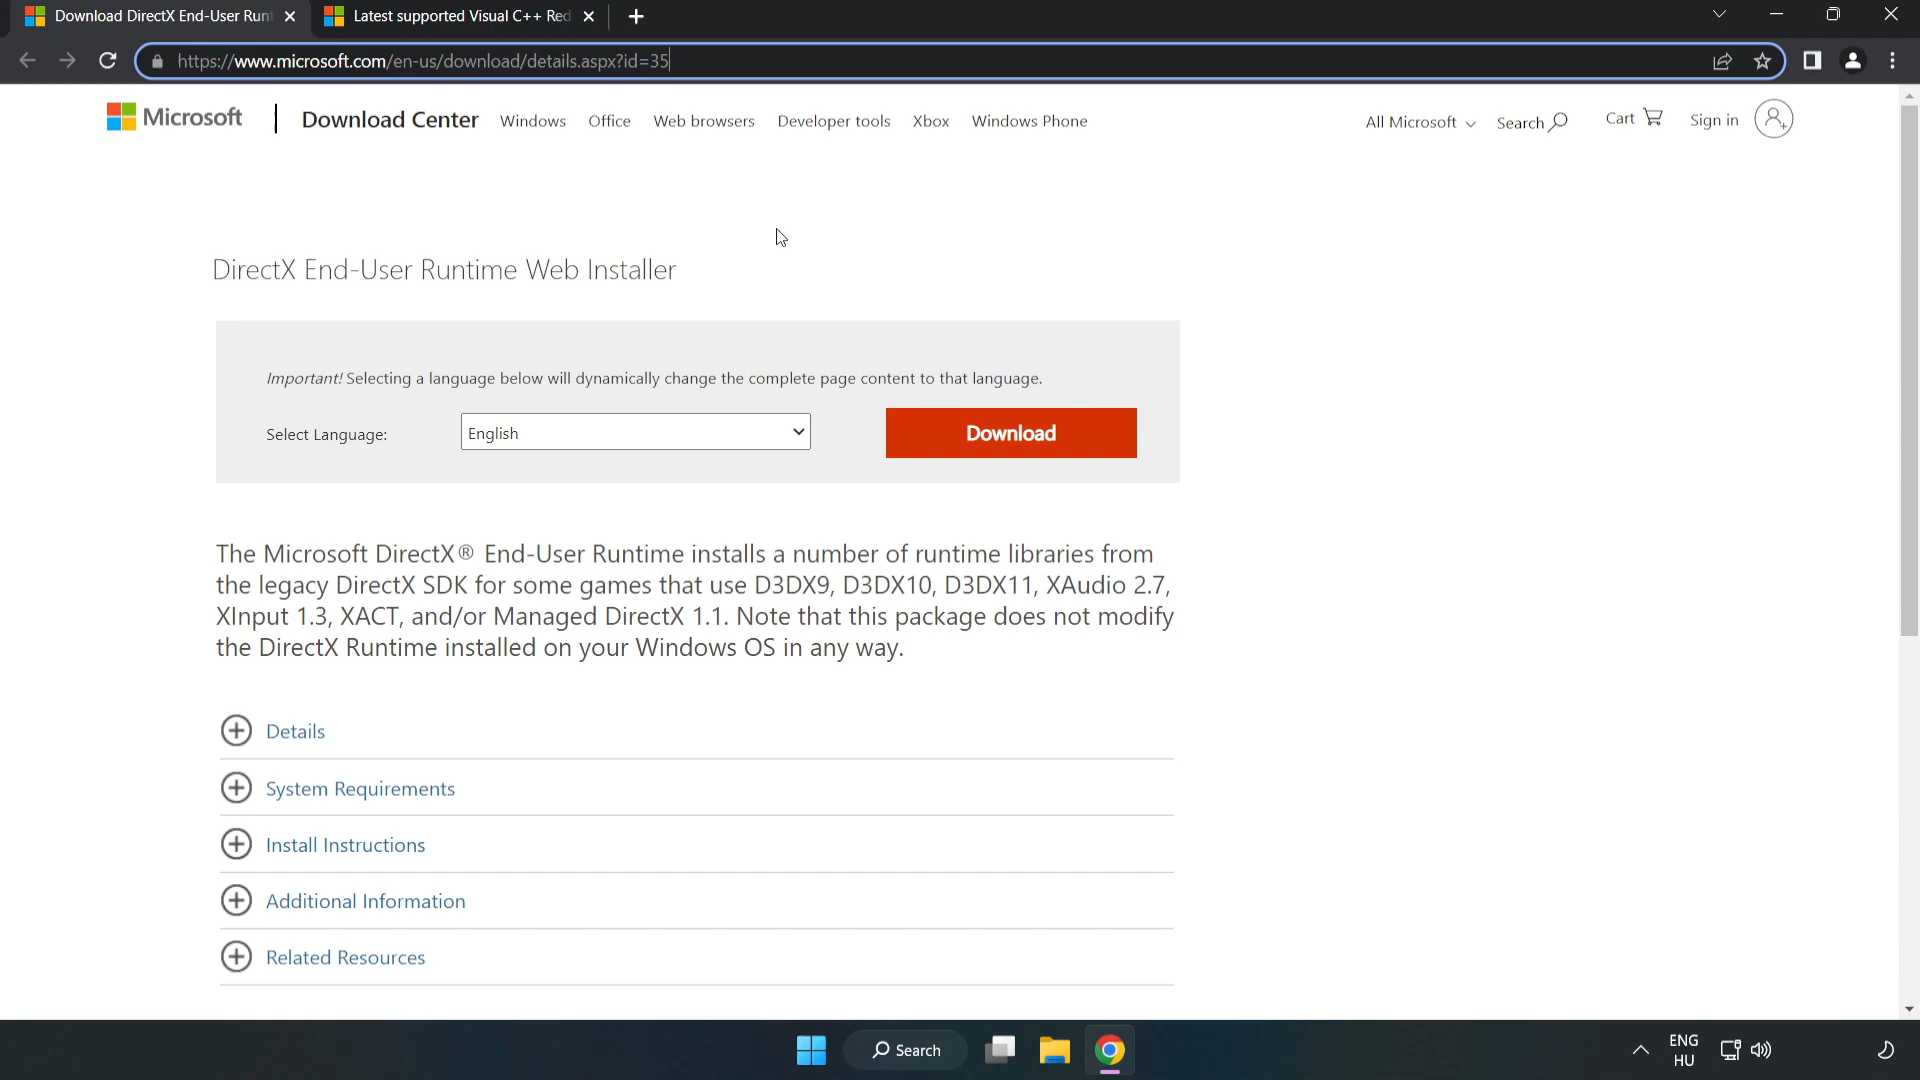 Download DirectX End-User Runt
Latest supported Visual C++ Red
https://www.microsoft.com/en-us/download/details.aspx?id=35
Microsoft
Download Center
Windows
Office
Web browsers
Developer tools
Xbox
Windows Phone
All Microsoft
Search
Cart
Sign in
DirectX End-User Runtime Web Installer
Important! Selecting a language below will dynamically change the complete page content to that language.
Select Language:
English
Download
The Microsoft DirectX® End-User Runtime installs a number of runtime libraries from
the legacy DirectX SDK for some games that use D3DX9, D3DX10, D3DX11, XAudio 2.7,
XInput 1.3, XACT, and/or Managed DirectX 1.1. Note that this package does not modify
the DirectX Runtime installed on your Windows OS in any way.
Details
System Requirements
Install Instructions
Additional Information
Related Resources
Search
ENG
HU